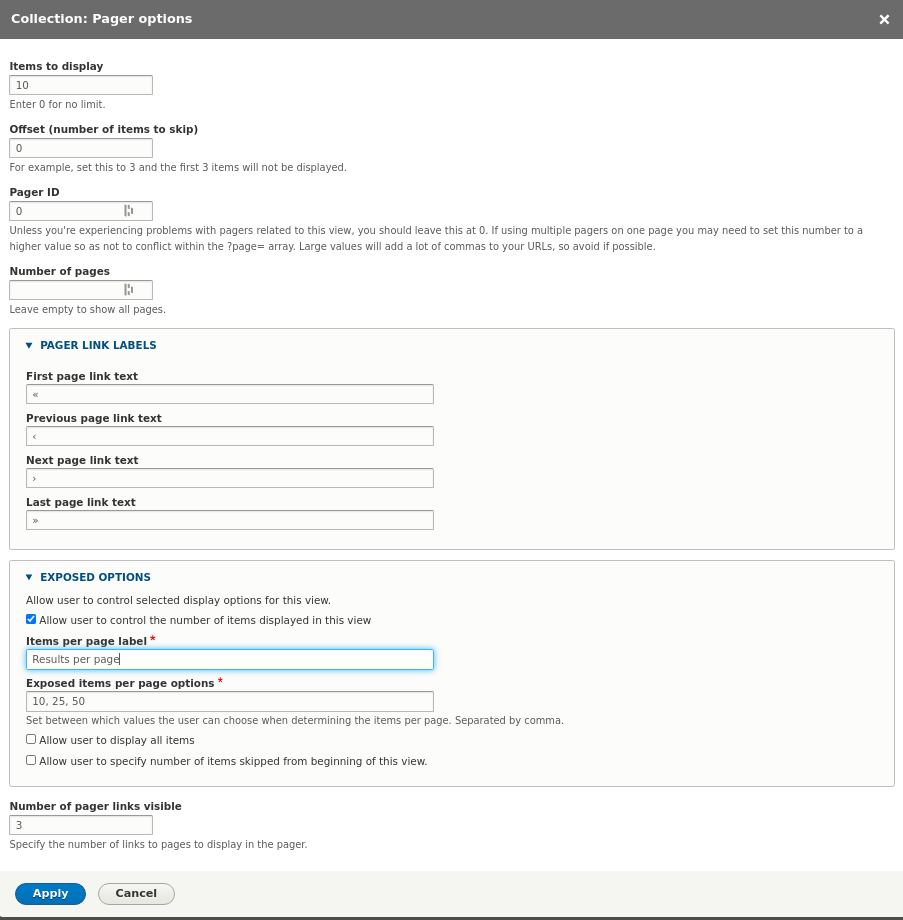 Collection: Pager options
Items to display
10
Enter 0 for no limit.
Offset (number of items to skip)
0
For example, set this to 3 and the first 3 items will not be displayed.
Pager ID
0
Unless you're experiencing problems with pagers related to this view, you should leave this at 0. If using multiple pagers on one page you may need to set this number to a
higher value so as not to conflict within the ?page= array. Large values will add a lot of commas to your URLs, so avoid if possible.
Number of pages
Leave empty to show all pages.
▼ PAGER LINK LABELS
First page link text
«
Previous page link text
‹
Next page link text
›
Last page link text
»
▼ EXPOSED OPTIONS
Allow user to control selected display options for this view.
Allow user to control the number of items displayed in this view
Items per page label *
Results per page
Exposed items per page options *
10, 25, 50
Set between which values the user can choose when determining the items per page. Separated by comma.
Allow user to display all items
Allow user to specify number of items skipped from beginning of this view.
Number of pager links visible
3
Specify the number of links to pages to display in the pager.
Apply Cancel